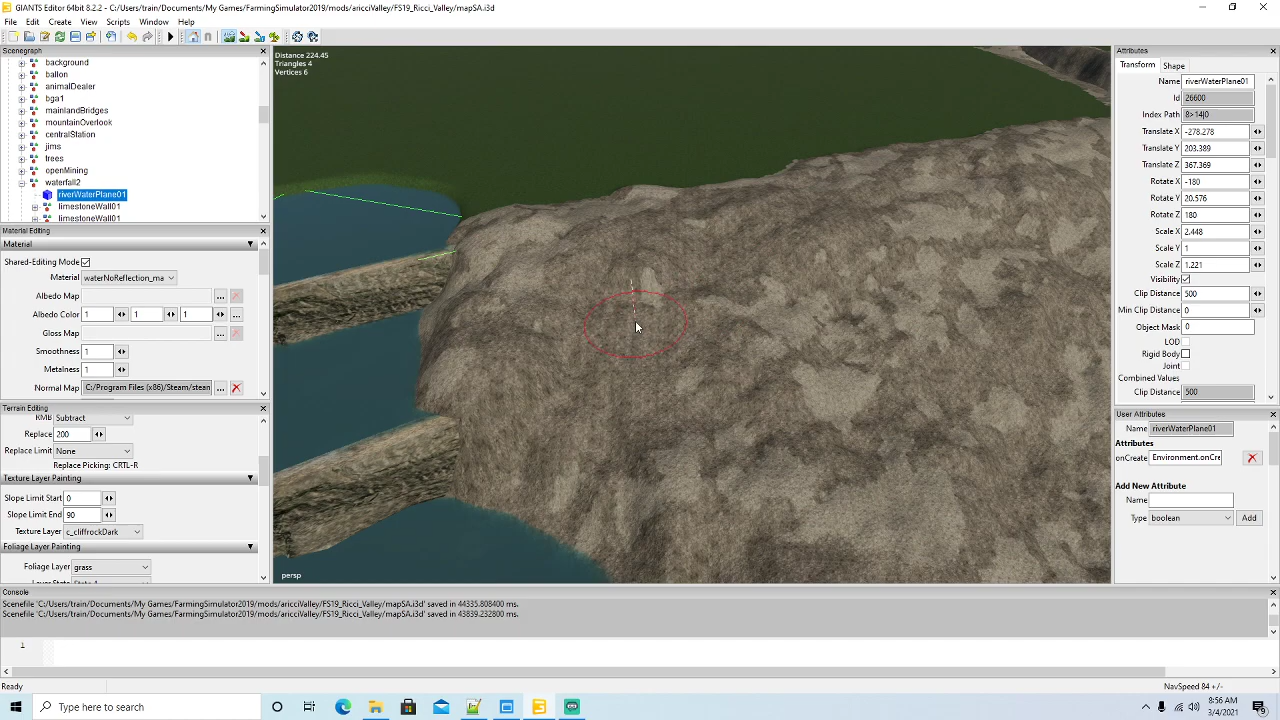 GIANTS Editor 64bit 8.2.2 - C:/Users/train/Documents/My Games/FarmingSimulator2019/mods/aricciValley/FS19_Ricci_Valley/mapSA.i3d
File Edit Create View Scripts Window Help
Scenegraph
background
ballon
animalDealer
bga1
mainlandBridges
mountainOverlook
centralStation
jims
trees
openMining
waterfall2
riverWaterPlane01
limestoneWall01
limestoneWall01
Material Editing
Material
Shared-Editing Mode
Material waterNoReflection_ma
Albedo Map ...
Albedo Color 1 1 1 ...
Gloss Map ...
Smoothness 1
Metalness 1
Normal Map C:/Program Files (x86)/Steam/stean ...
Terrain Editing
RMB Subtract
Replace 200
Replace Limit None
Replace Picking: CRTL-R
Texture Layer Painting
Slope Limit Start 0
Slope Limit End 90
Texture Layer c_cliffrockDark
Foliage Layer Painting
Foliage Layer grass
Distance 224.45
Triangles 4
Vertices 6
persp
Attributes
Transform Shape
Name riverWaterPlane01
Id 26600
Index Path 8>14|0
Translate X -278.278
Translate Y 203.389
Translate Z 367.369
Rotate X -180
Rotate Y 20.576
Rotate Z 180
Scale X 2.448
Scale Y 1
Scale Z 1.221
Visibility
Clip Distance 500
Min Clip Distance 0
Object Mask 0
LOD
Rigid Body
Joint
Combined Values
Clip Distance 500
User Attributes
Name riverWaterPlane01
Attributes
onCreate Environment.onCre
Add New Attribute
Name
Type boolean Add
Console
Scenefile 'C:/Users/train/Documents/My Games/FarmingSimulator2019/mods/aricciValley/FS19_Ricci_Valley/mapSA.i3d' saved in 44335.808400 ms.
Scenefile 'C:/Users/train/Documents/My Games/FarmingSimulator2019/mods/aricciValley/FS19_Ricci_Valley/mapSA.i3d' saved in 43839.232800 ms.
1
Ready
NavSpeed 84 +/-
Type here to search
8:56 AM
3/4/2021